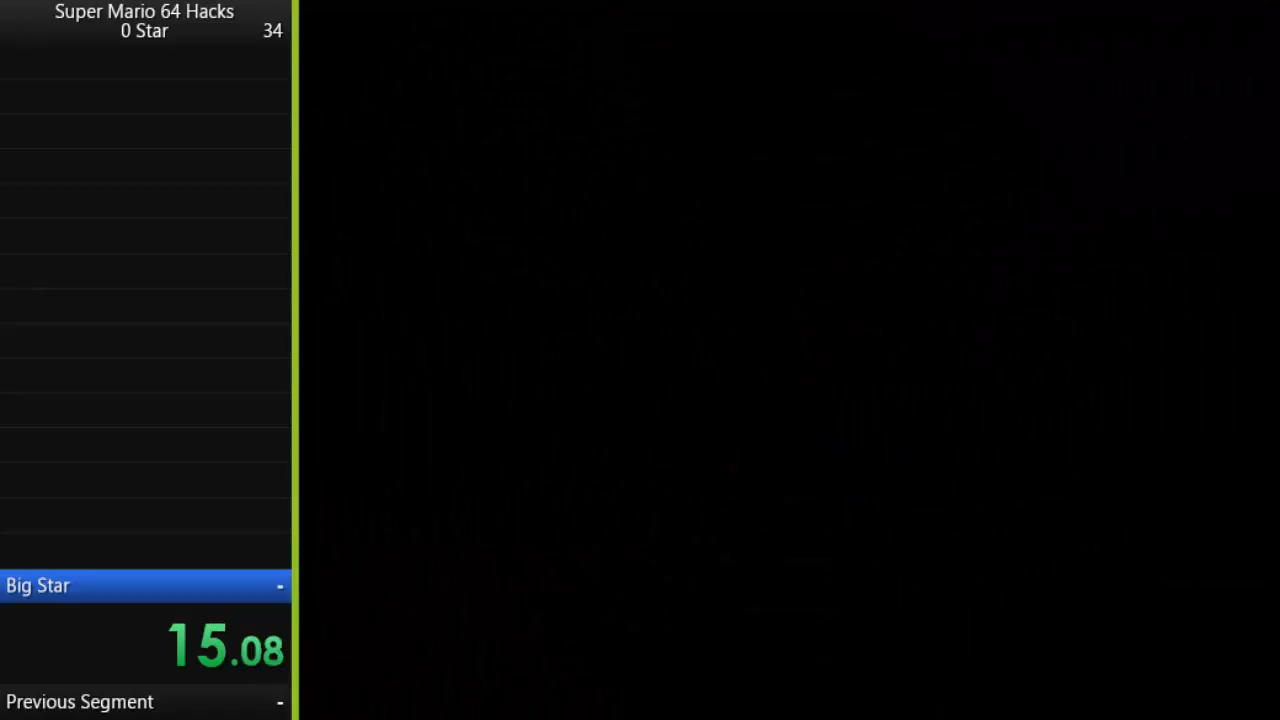 Super Mario 64 Hacks
0 Star 34
Big Star -
15.08
Previous Segment -